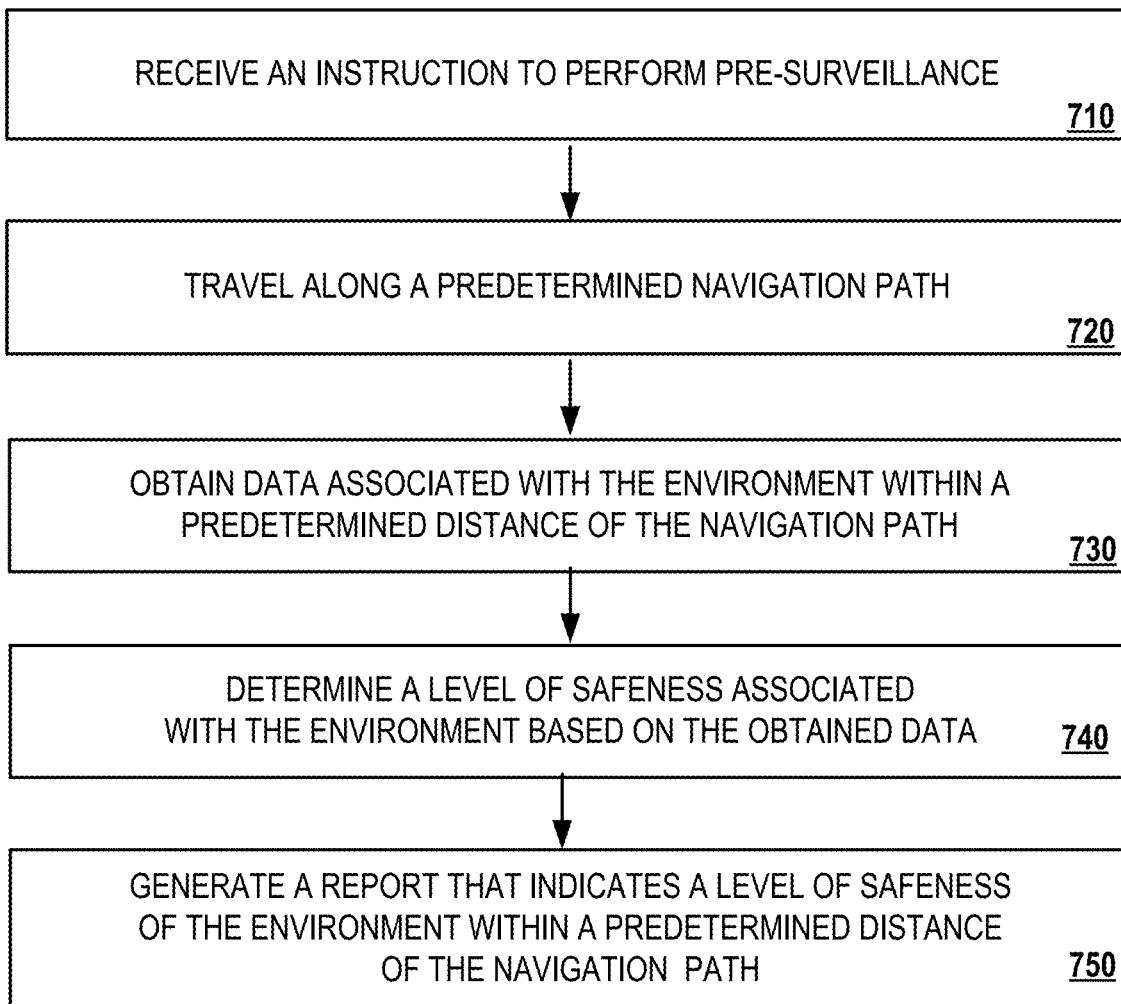 RECEIVE AN INSTRUCTION TO PERFORM PRE-SURVEILLANCE
710
TRAVEL ALONG A PREDETERMINED NAVIGATION PATH
720
OBTAIN DATA ASSOCIATED WITH THE ENVIRONMENT WITHIN A
PREDETERMINED DISTANCE OF THE NAVIGATION PATH
730
DETERMINE A LEVEL OF SAFENESS ASSOCIATED
WITH THE ENVIRONMENT BASED ON THE OBTAINED DATA
740
GENERATE A REPORT THAT INDICATES A LEVEL OF SAFENESS
OF THE ENVIRONMENT WITHIN A PREDETERMINED DISTANCE
OF THE NAVIGATION PATH
750